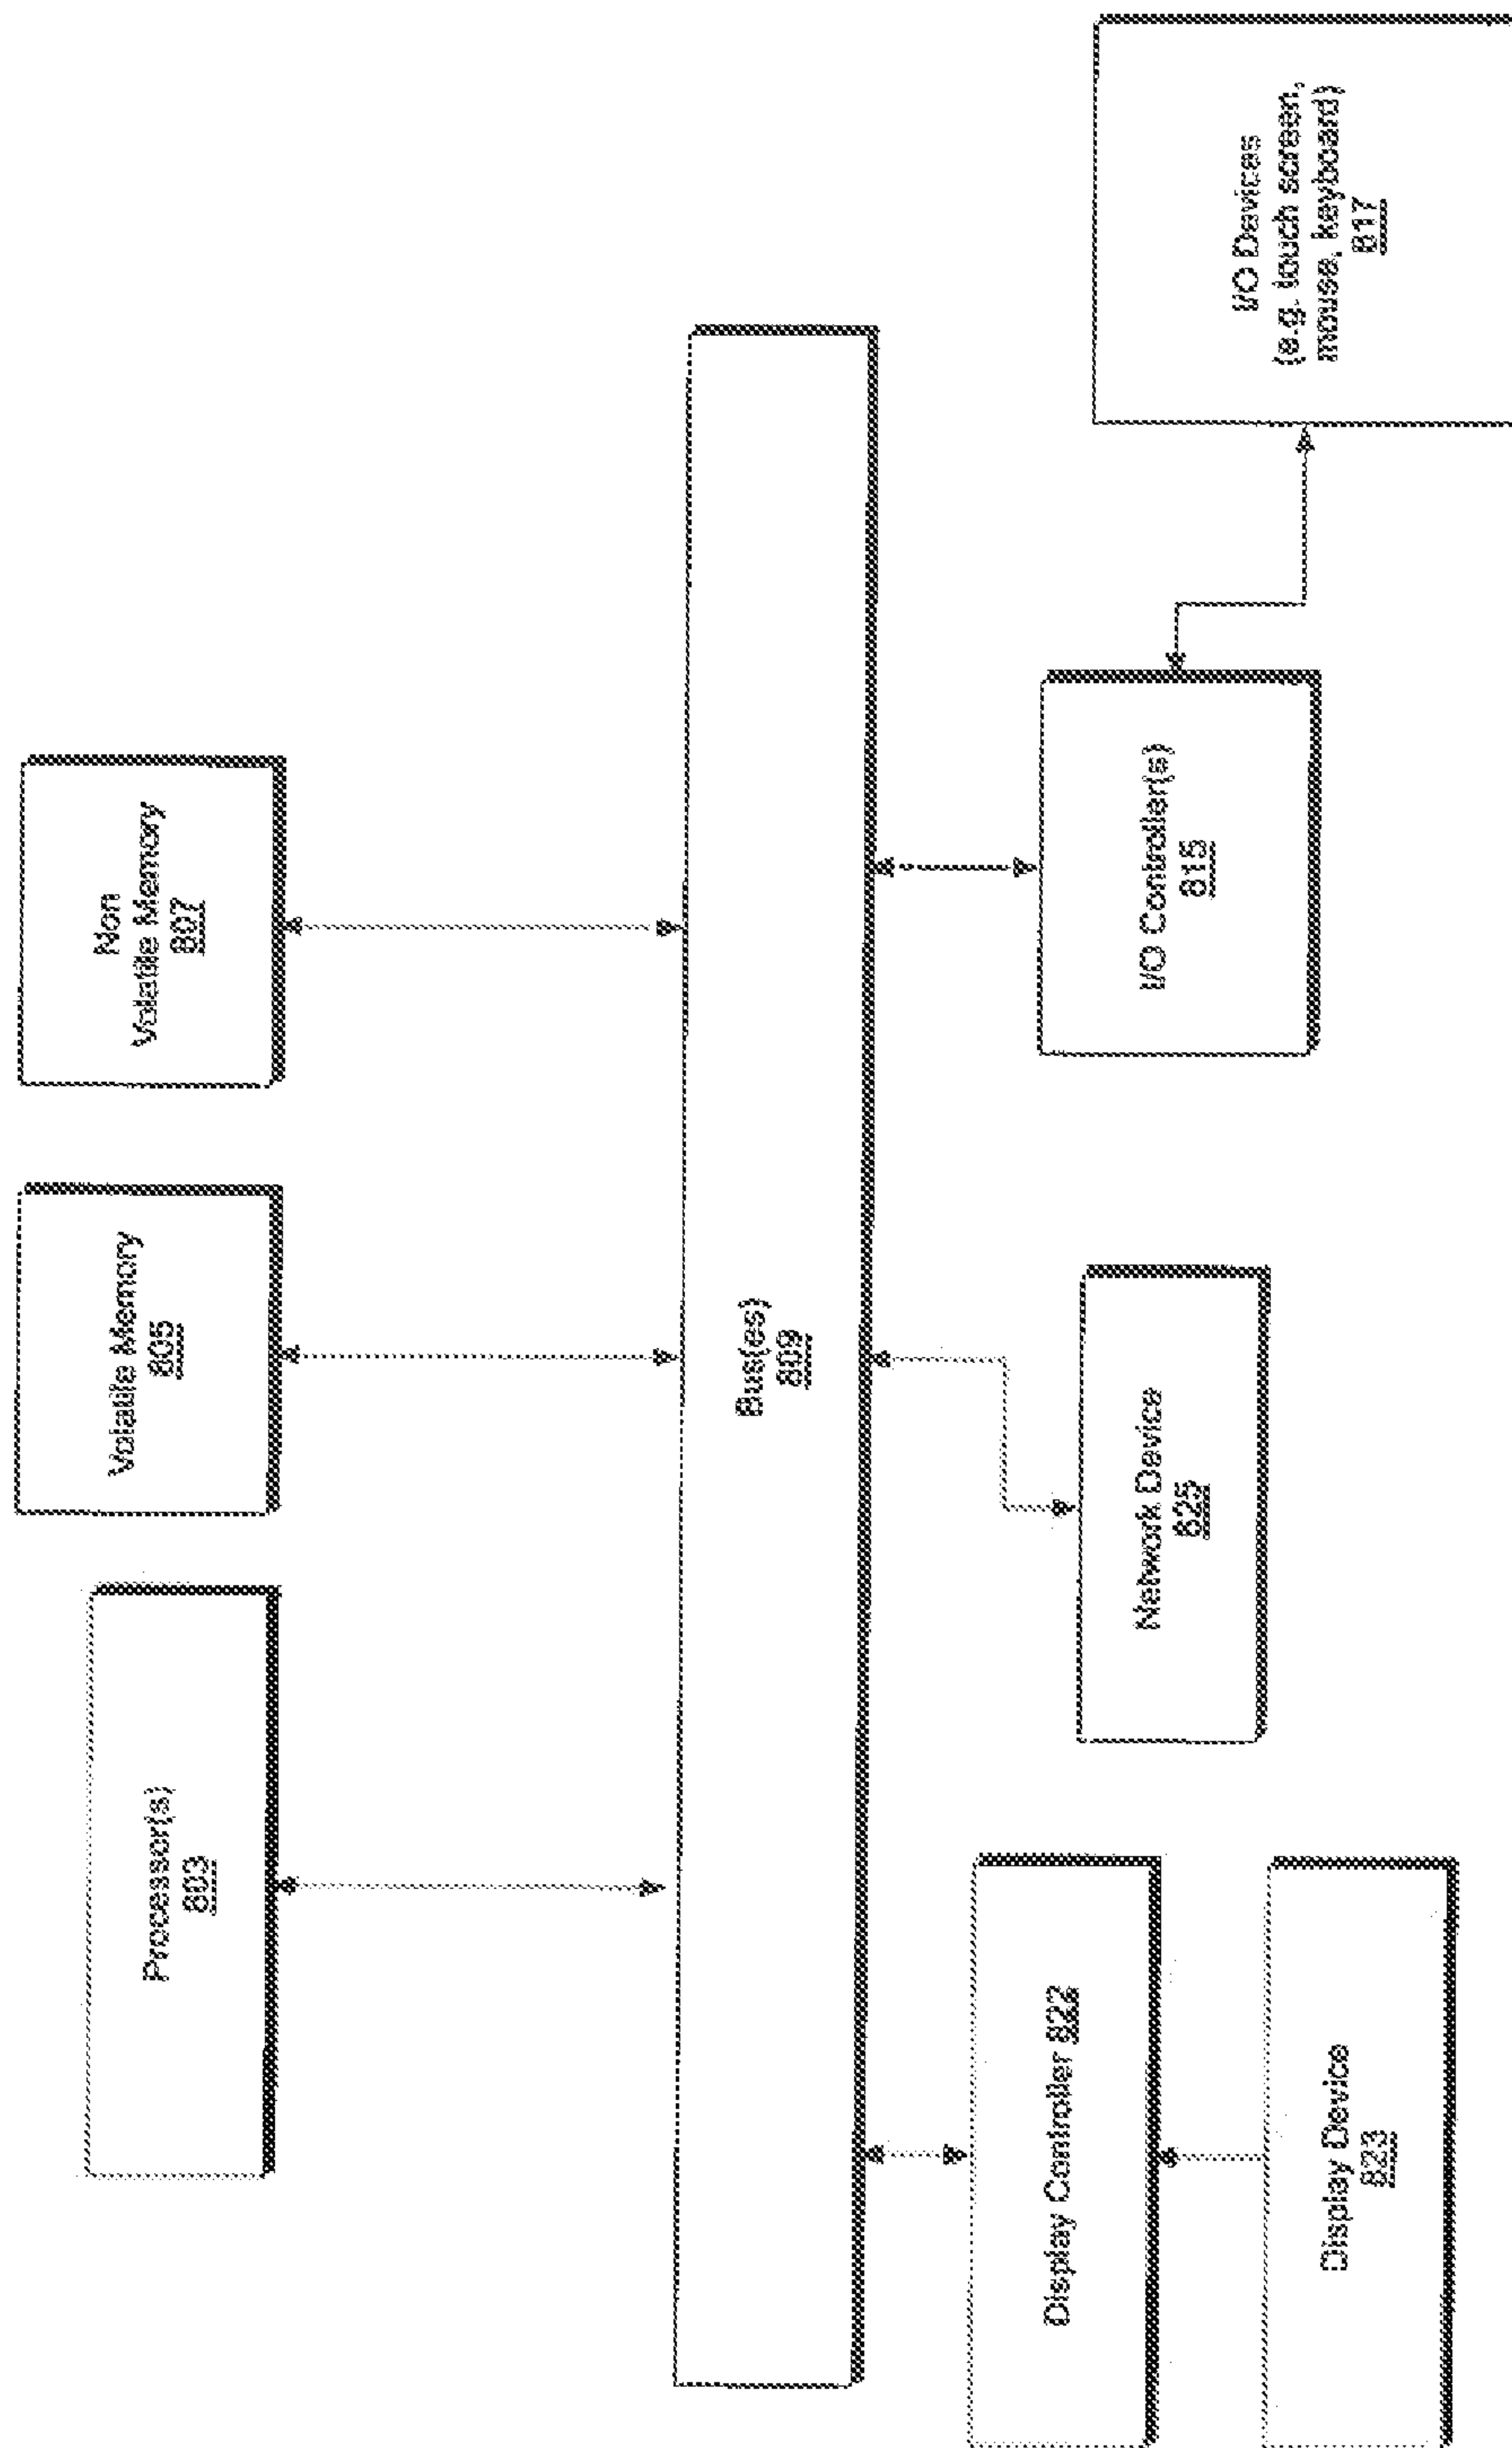 Processor(s)
803
Volatile Memory
805
Non
Volatile Memory
807
Bus(es)
809
Display Controller 822
Display Device
823
Network Device
825
I/O Controller(s)
815
I/O Devices
(e.g. touch screen,
mouse, keyboard)
817